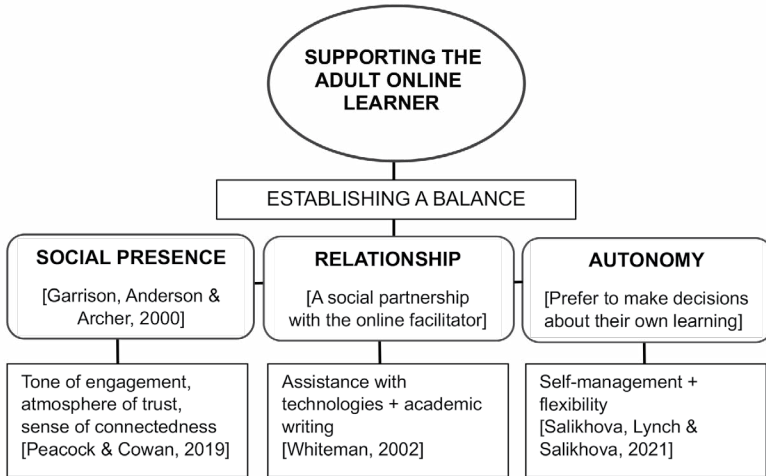 SUPPORTING THE
ADULT ONLINE
LEARNER
ESTABLISHING A BALANCE
SOCIAL PRESENCE
[Garrison, Anderson &
Archer, 2000]
RELATIONSHIP
[A social partnership
with the online facilitator]
AUTONOMY
[Prefer to make decisions
about their own learning]
Tone of engagement,
atmosphere of trust,
sense of connectedness
[Peacock & Cowan, 2019]
Assistance with
technologies + academic
writing
[Whiteman, 2002]
Self-management +
flexibility
[Salikhova, Lynch &
Salikhova, 2021]